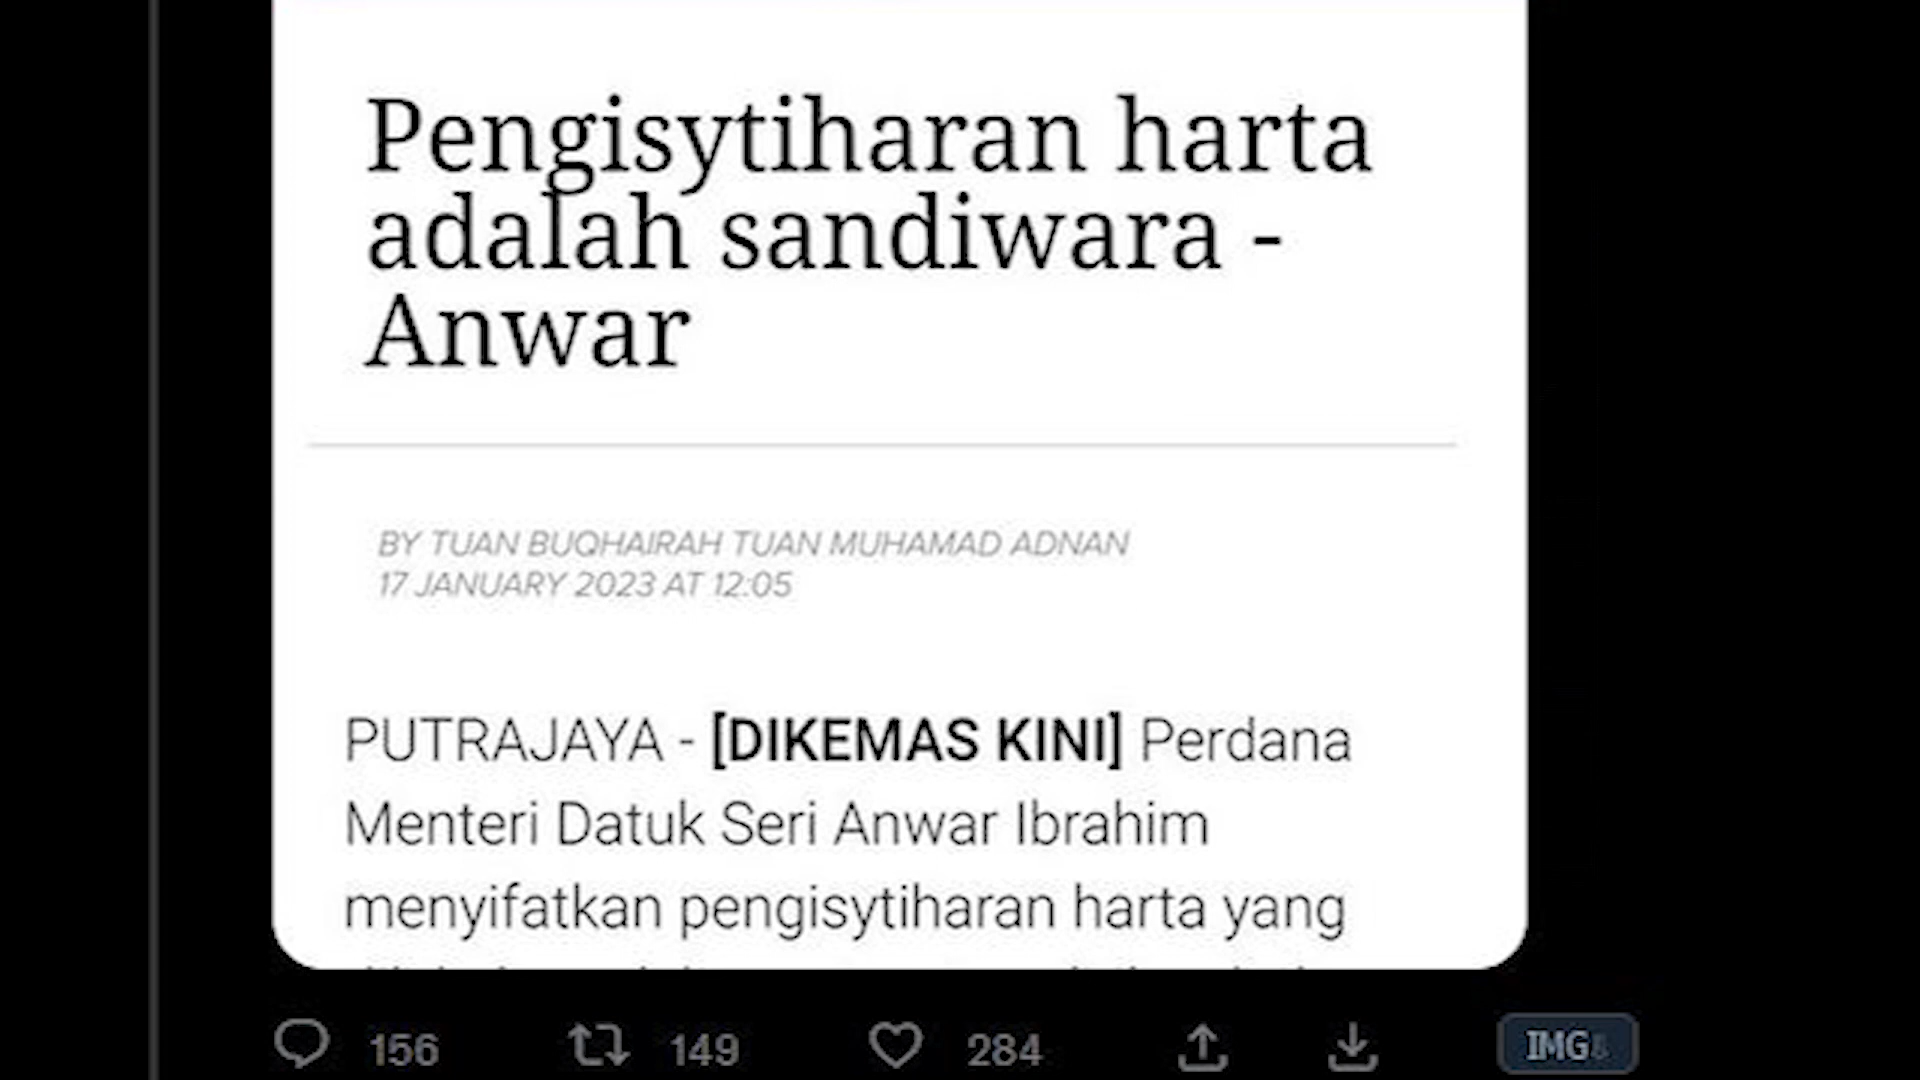 Pengisytiharan harta
adalah sandiwara -
Anwar
BY TUAN BUQHAIRAH TUAN MUHAMAD ADNAN
17 JANUARY 2023 AT 12:05
PUTRAJAYA - [DIKEMAS KINI] Perdana
Menteri Datuk Seri Anwar Ibrahim
menyifatkan pengisytiharan harta yang
156 149 284 IMG